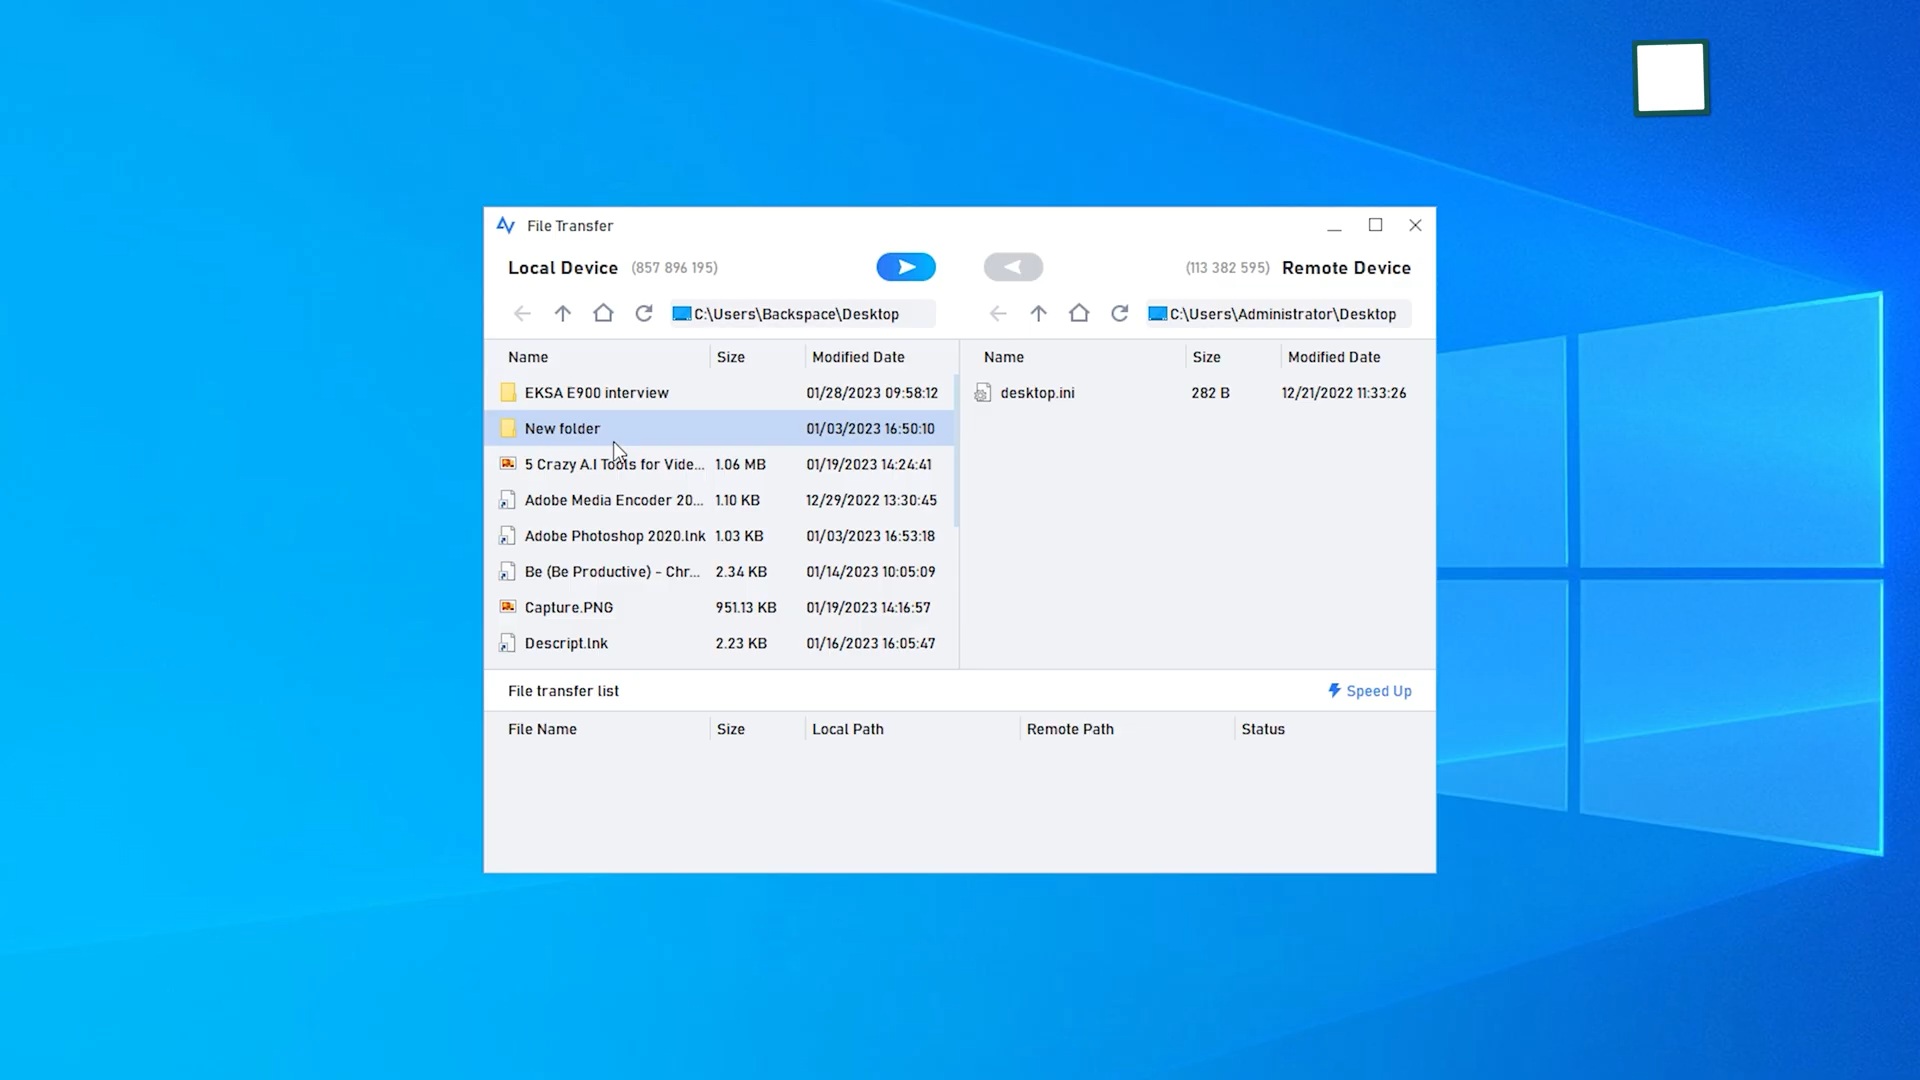 File Transfer
Local Device (857 896 195)
(113 382 595) Remote Device
C:\Users\Backspace\Desktop
C:\Users\Administrator\Desktop
Name Size Modified Date
EKSA E900 interview 01/28/2023 09:58:12
New folder 01/03/2023 16:50:10
5 Crazy A.I Tools for Vide... 1.06 MB 01/19/2023 14:24:41
Adobe Media Encoder 20... 1.10 KB 12/29/2022 13:30:45
Adobe Photoshop 2020.lnk 1.03 KB 01/03/2023 16:53:18
Be (Be Productive) - Chr... 2.34 KB 01/14/2023 10:05:09
Capture.PNG 951.13 KB 01/19/2023 14:16:57
Descript.lnk 2.23 KB 01/16/2023 16:05:47
Name Size Modified Date
desktop.ini 282 B 12/21/2022 11:33:26
File transfer list
Speed Up
File Name Size Local Path Remote Path Status